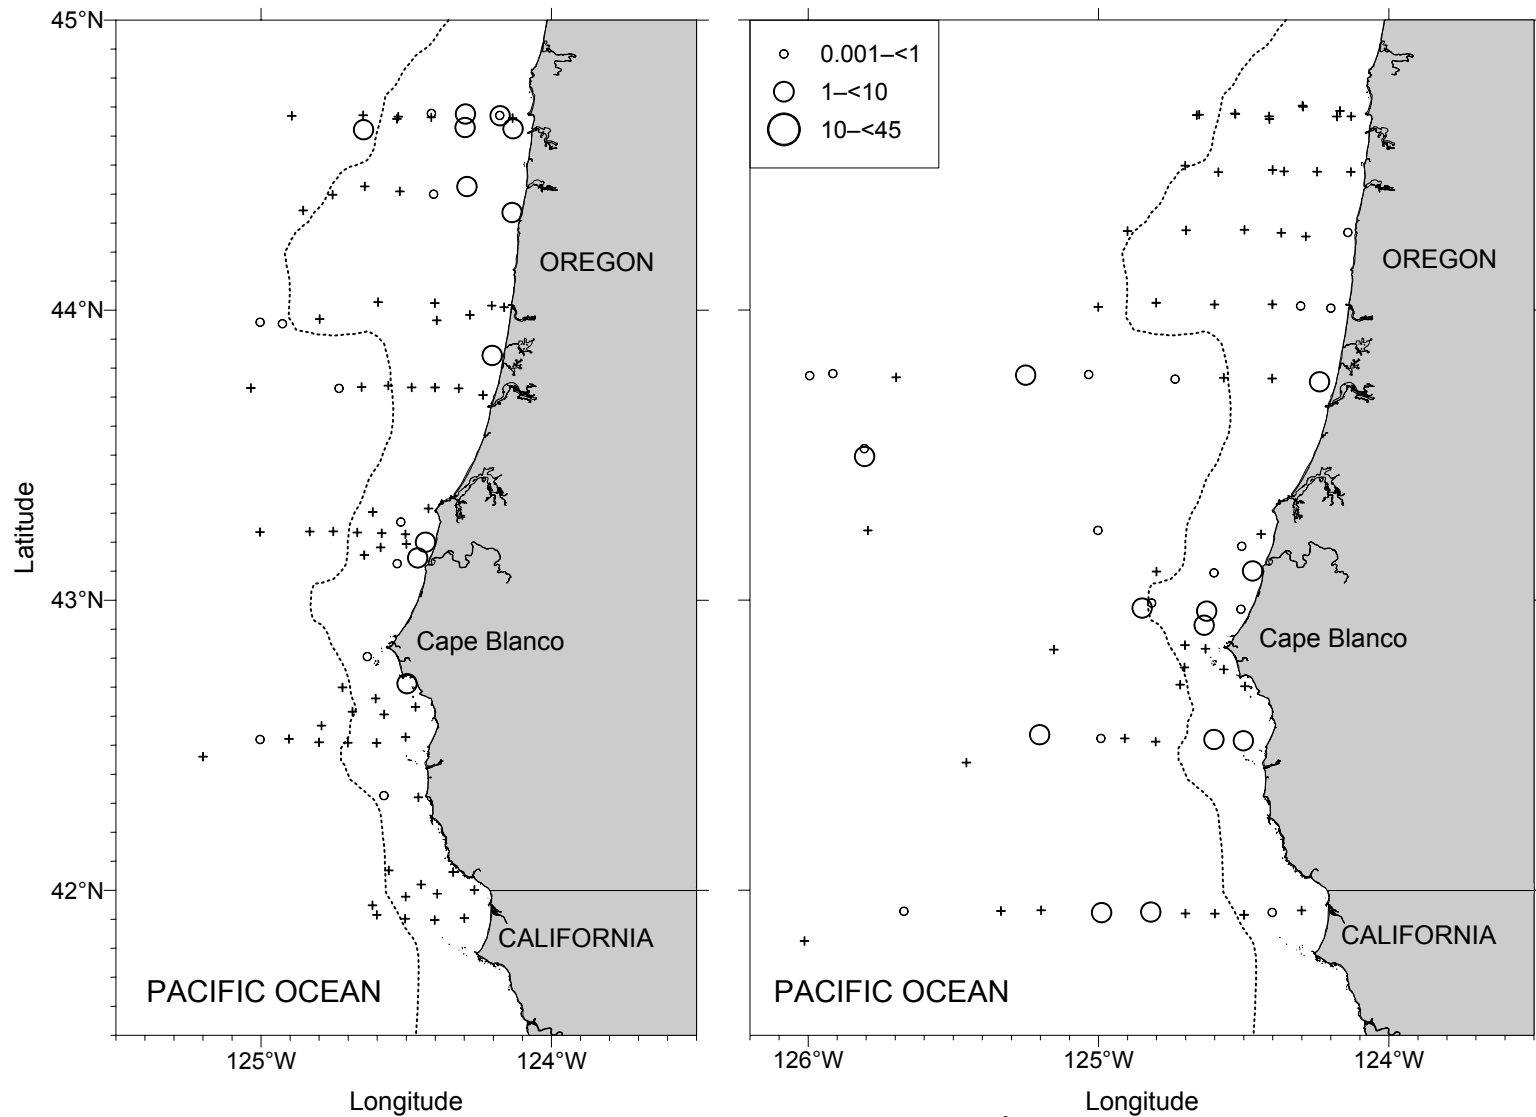 45°N
44°N
43°N
42°N
Latitude
OREGON
Cape Blanco
CALIFORNIA
PACIFIC OCEAN
125°W
124°W
Longitude
0.001–<1
1–<10
10–<45
OREGON
Cape Blanco
CALIFORNIA
PACIFIC OCEAN
126°W
125°W
124°W
Longitude